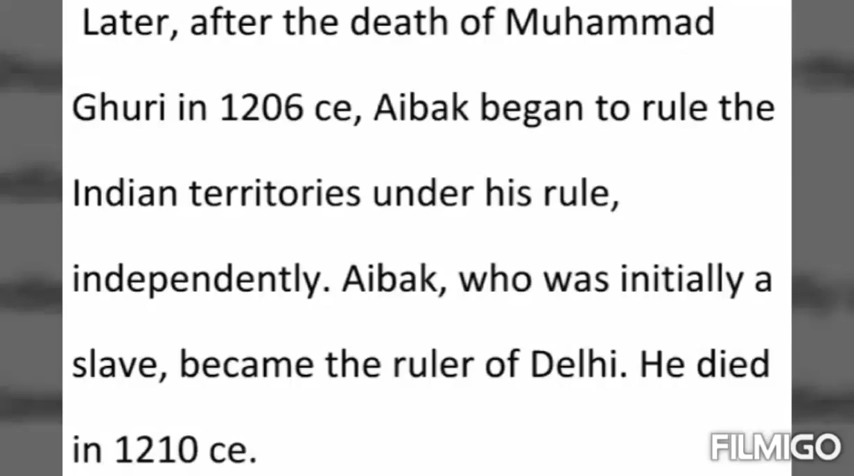 Later, after the death of Muhammad
Ghuri in 1206 ce, Aibak began to rule the
Indian territories under his rule,
independently. Aibak, who was initially a
slave, became the ruler of Delhi. He died
in 1210 ce.
FILMIGO